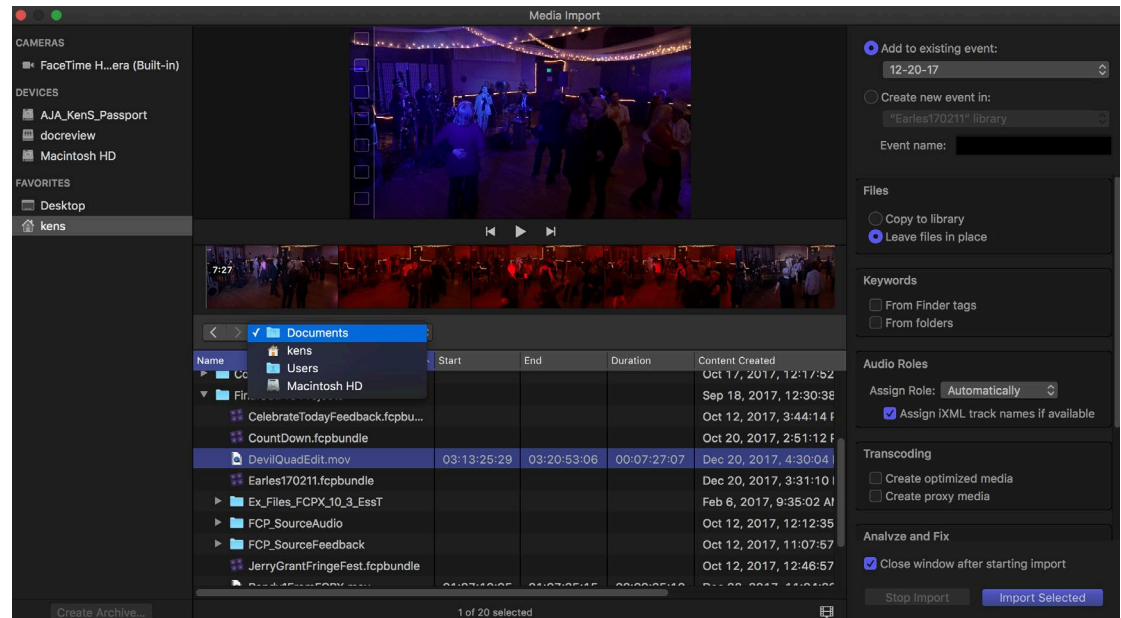 Media Import
CAMERAS
FaceTime H...era (Built-in)
DEVICES
AJA_KenS_Passport
docreview
Macintosh HD
FAVORITES
Desktop
kens
Create Archive...
7:27
Documents
kens
Users
Macintosh HD
Name Start End Duration Content Created
Oct 17, 2017, 12:17:52
Sep 18, 2017, 12:30:38
CelebrateTodayFeedback.fcpbu... Oct 12, 2017, 3:44:14
CountDown.fcpbundle Oct 20, 2017, 2:51:12
DevilQuadEdit.mov 03:13:25:29 03:20:53:06 00:07:27:07 Dec 20, 2017, 4:30:04
Earles170211.fcpbundle Dec 20, 2017, 3:31:10
Ex_Files_FCPX_10_3_EssT Feb 6, 2017, 9:35:02
FCP_SourceAudio Oct 12, 2017, 12:12:35
FCP_SourceFeedback Oct 12, 2017, 11:07:57
JerryGrantFringeFest.fcpbundle Oct 12, 2017, 12:46:57
1 of 20 selected
Add to existing event:
12-20-17
Create new event in:
"Earles170211" library
Event name:
Files
Copy to library
Leave files in place
Keywords
From Finder tags
From folders
Audio Roles
Assign Role: Automatically
Assign iXML track names if available
Transcoding
Create optimized media
Create proxy media
Analyze and Fix
Close window after starting import
Stop Import Import Selected